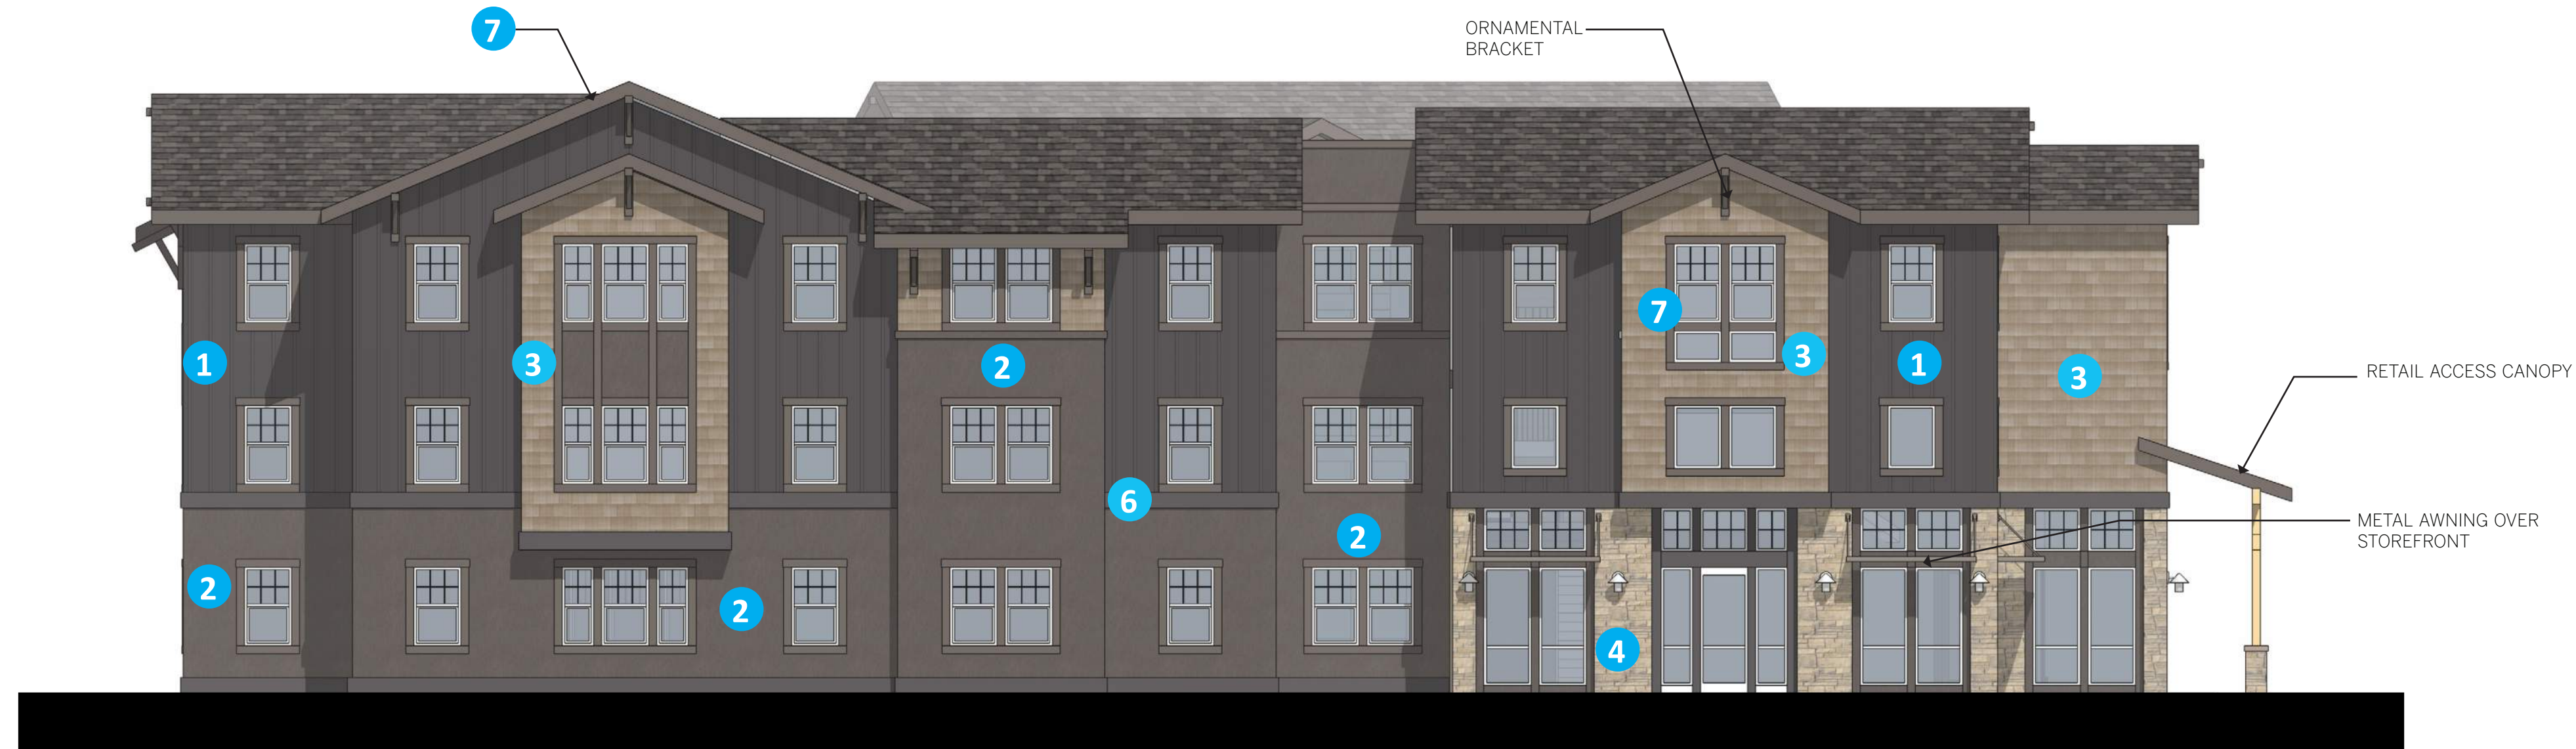 7
ORNAMENTAL
BRACKET
7
1
3
2
3
1
3
RETAIL ACCESS CANOPY
6
2
METAL AWNING OVER
STOREFRONT
2
2
4